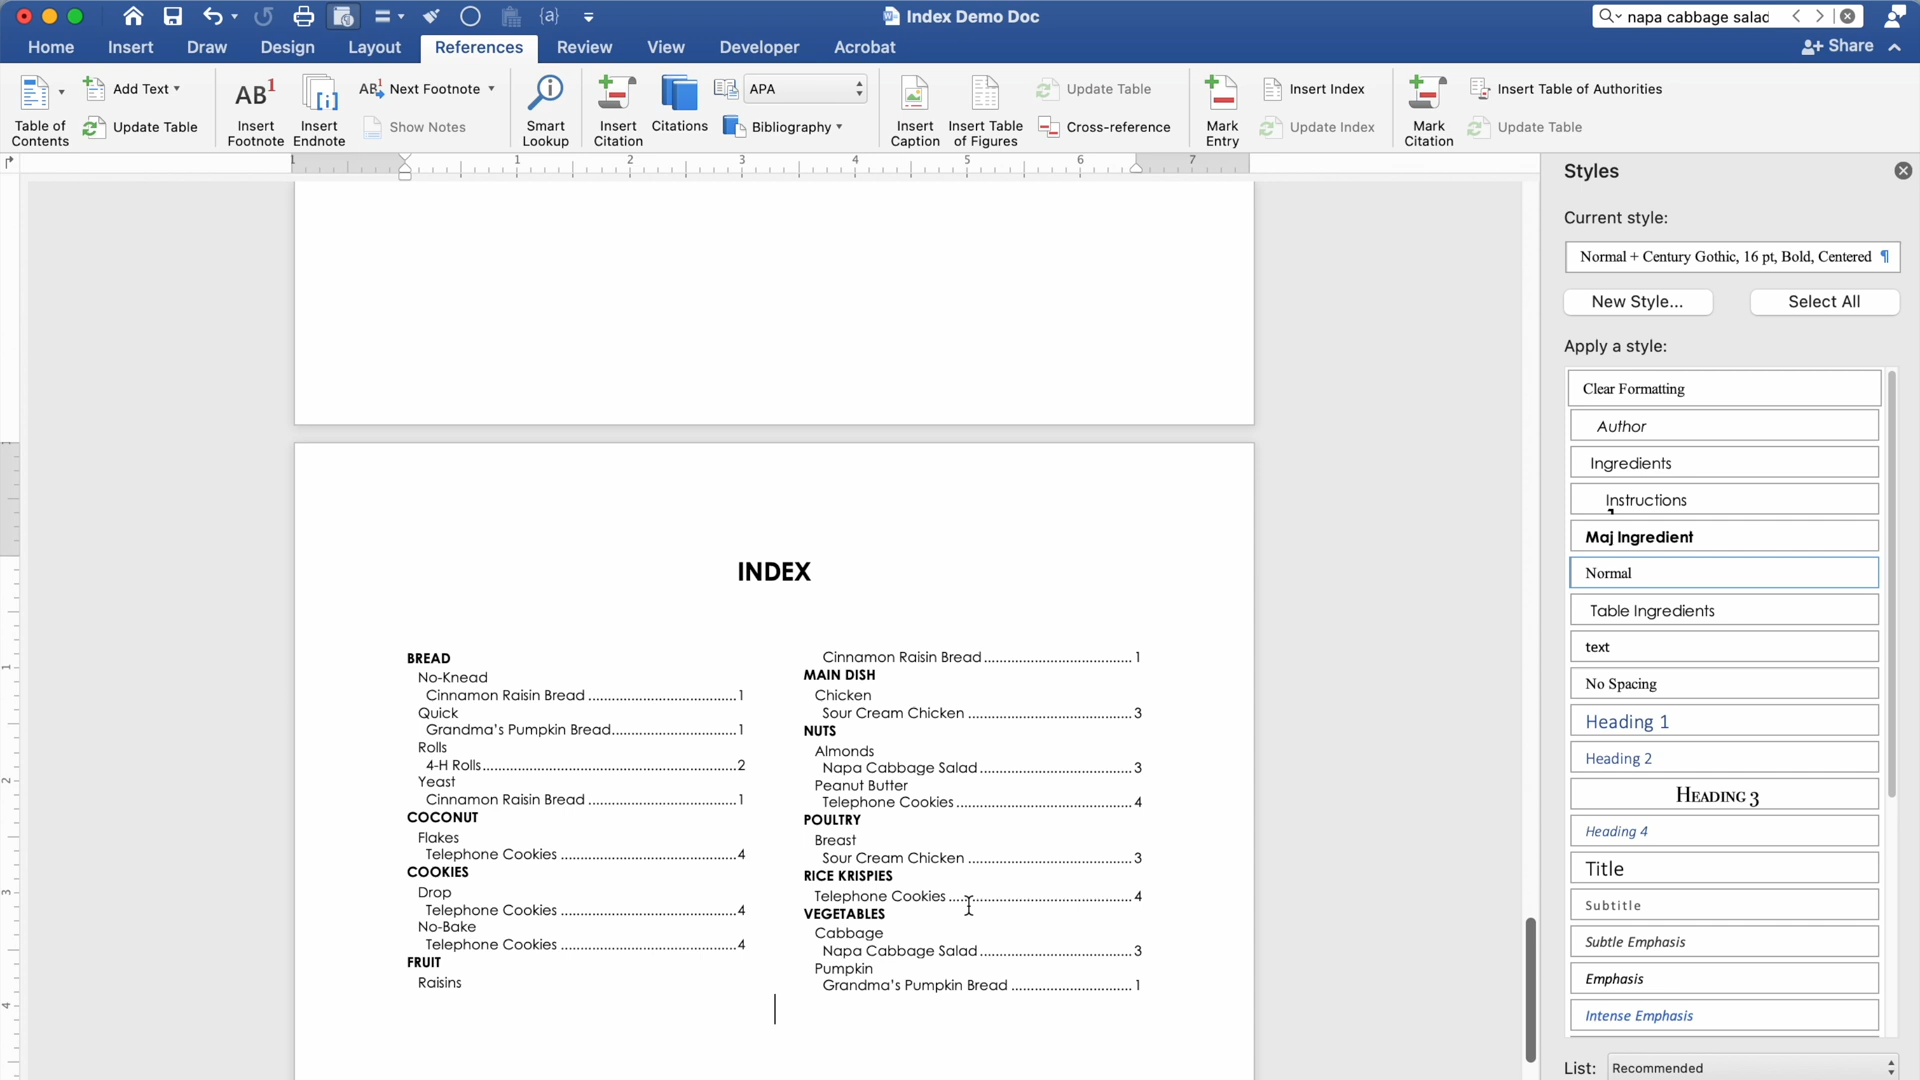 Index Demo Doc
napa cabbage salad
Home
Insert
Draw
Design
Layout
References
Review
View
Developer
Acrobat
Share
Table of Contents
Add Text
Update Table
AB1
Insert Footnote
Insert Endnote
AB1 Next Footnote
Show Notes
Smart Lookup
Insert Citation
Citations
APA
Bibliography
Insert Caption
Insert Table of Figures
Update Table
Cross-reference
Mark Entry
Insert Index
Update Index
Mark Citation
Insert Table of Authorities
Update Table
1 1 2 3 4 5 6 7
INDEX
BREAD
No-Knead
Cinnamon Raisin Bread ....................................1
Quick
Grandma's Pumpkin Bread..............................1
Rolls
4-H Rolls.............................................................2
Yeast
Cinnamon Raisin Bread ....................................1
COCONUT
Flakes
Telephone Cookies ...........................................4
COOKIES
Drop
Telephone Cookies ...........................................4
No-Bake
Telephone Cookies ...........................................4
FRUIT
Raisins
Cinnamon Raisin Bread.................................... 1
MAIN DISH
Chicken
Sour Cream Chicken ........................................ 3
NUTS
Almonds
Napa Cabbage Salad...................................... 3
Peanut Butter
Telephone Cookies ........................................... 4
POULTRY
Breast
Sour Cream Chicken ........................................ 3
RICE KRISPIES
Telephone Cookies ............................................. 4
VEGETABLES
Cabbage
Napa Cabbage Salad...................................... 3
Pumpkin
Grandma's Pumpkin Bread .............................. 1
Styles
Current style:
Normal + Century Gothic, 16 pt, Bold, Centered ¶
New Style...
Select All
Apply a style:
Clear Formatting
Author
Ingredients
Instructions
Maj Ingredient
Normal
Table Ingredients
text
No Spacing
Heading 1
Heading 2
Heading 3
Heading 4
Title
Subtitle
Subtle Emphasis
Emphasis
Intense Emphasis
List: Recommended